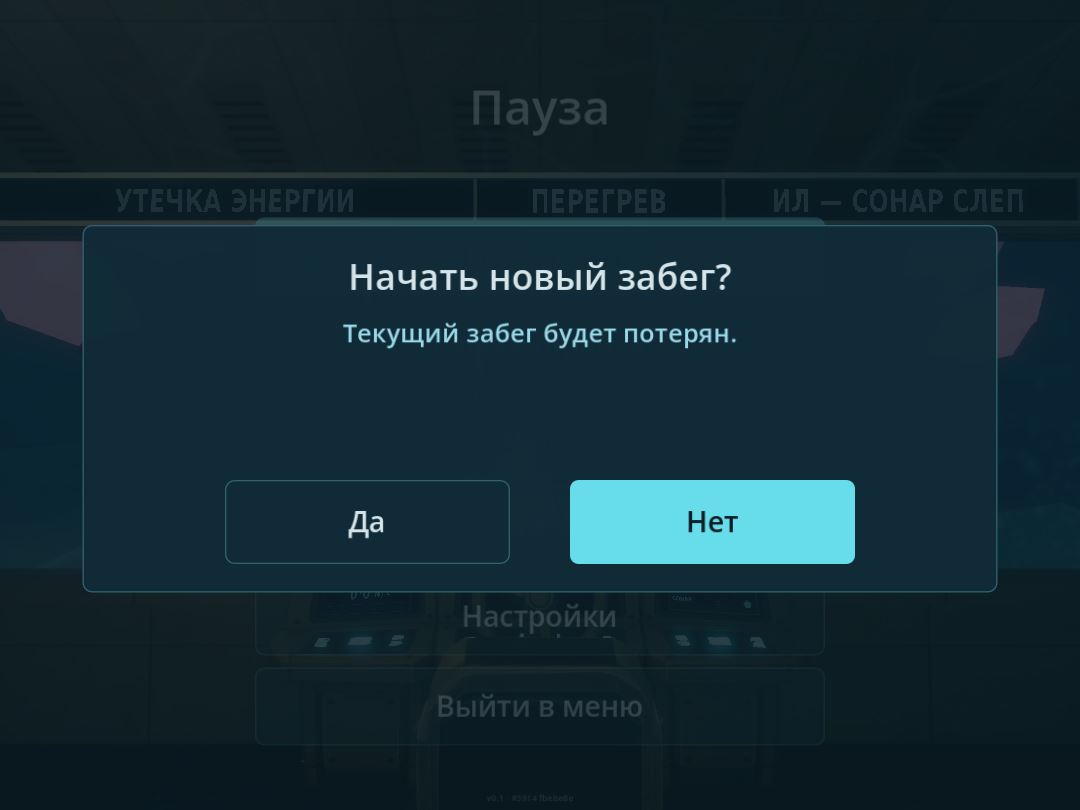 Пауза
УТЕЧКА ЭНЕРГИИ
ПЕРЕГРЕВ
ИЛ — СОНАР СЛЕП
Начать новый забег?
Текущий забег будет потерян.
Да
Нет
Настройки
Выйти в меню